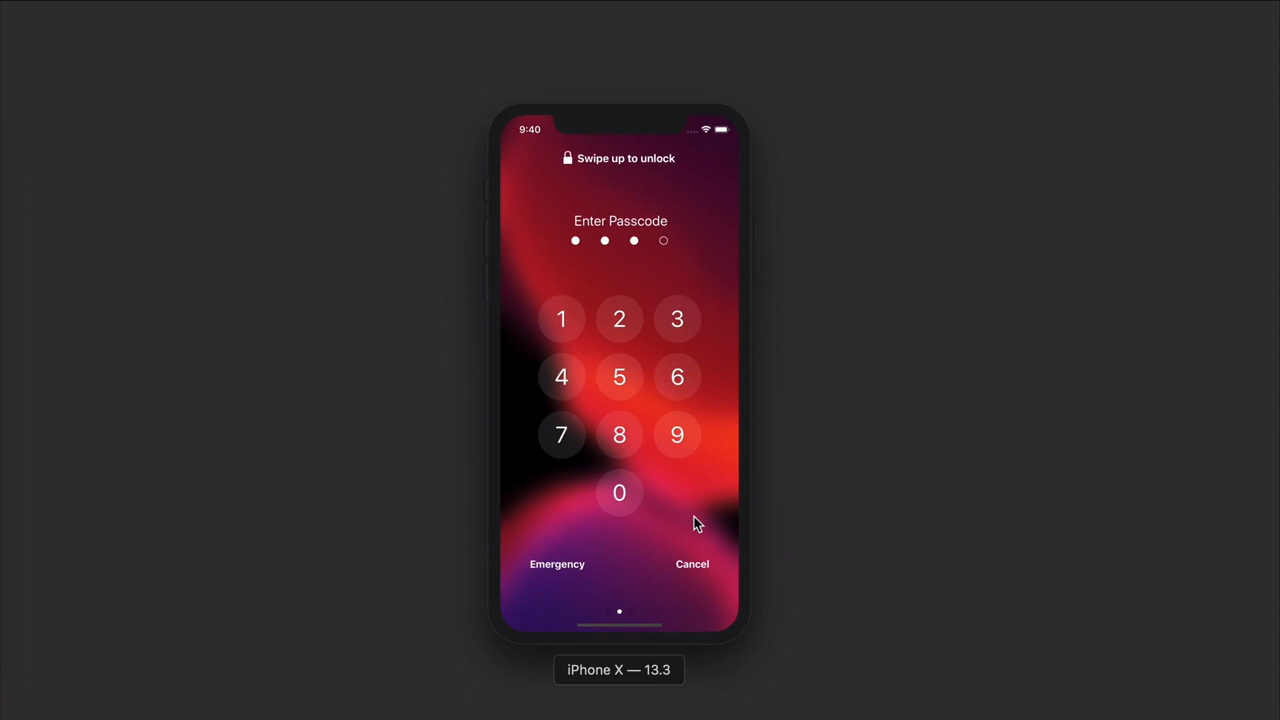 9:40
Swipe up to unlock
Enter Passcode
1 2 3
4 5 6
7 8 9
0
Emergency Cancel
iPhone X — 13.3